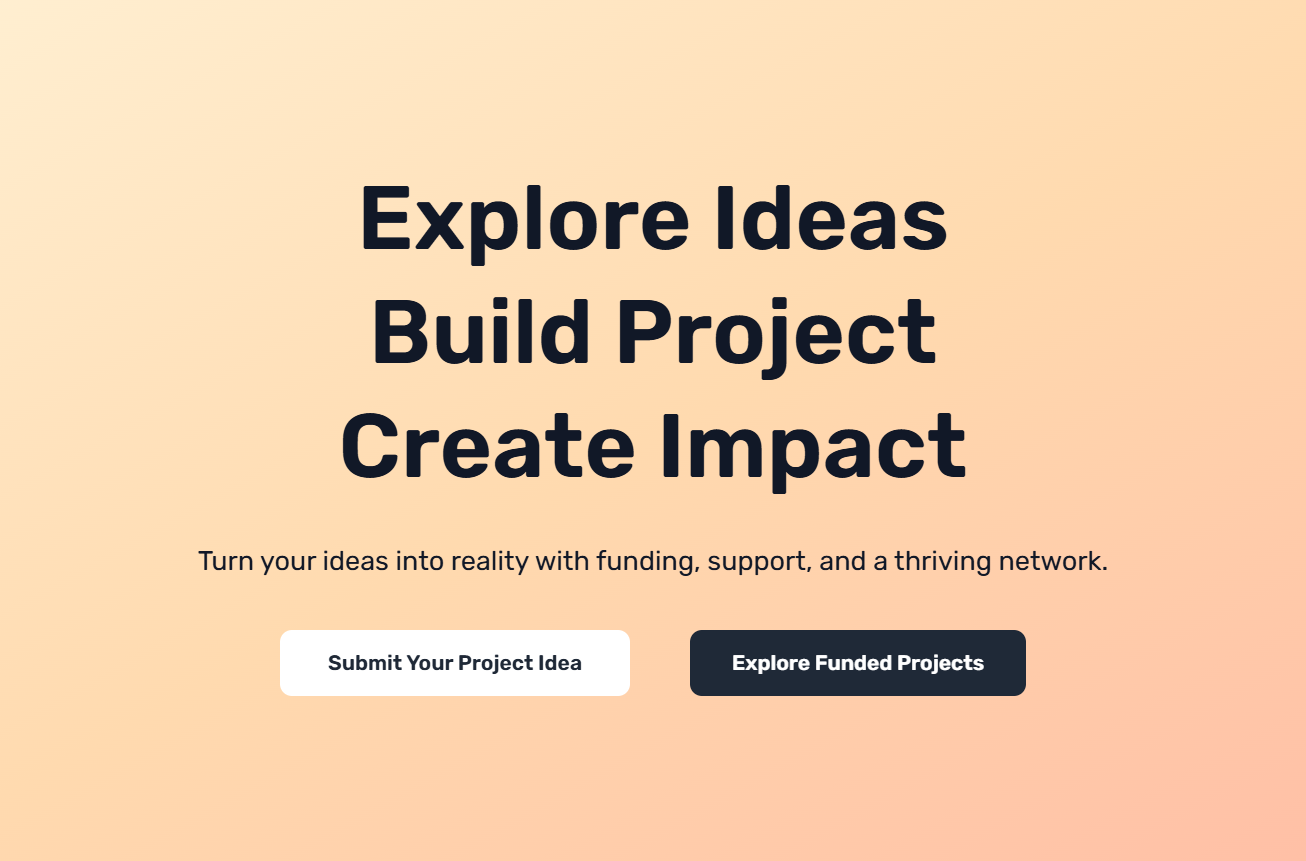 Explore Ideas
Build Project
Create Impact
Turn your ideas into reality with funding, support, and a thriving network.
Submit Your Project Idea
Explore Funded Projects